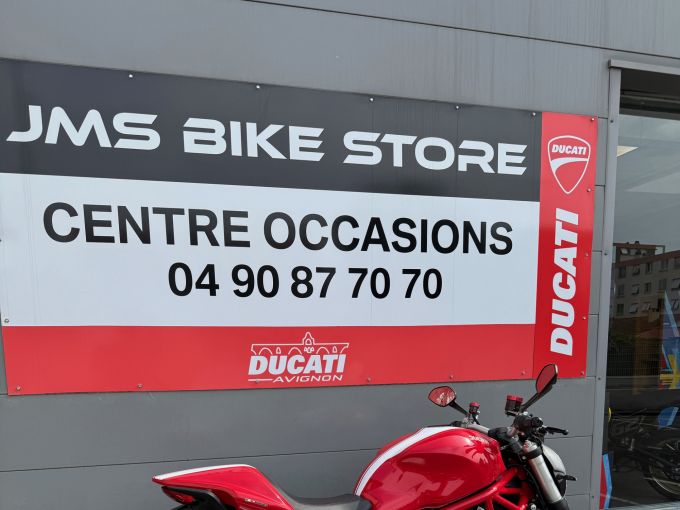 JMS BIKE STORE
CENTRE OCCASIONS
04 90 87 70 70
DUCATI
AVIGNON
DUCATI
DUCATI